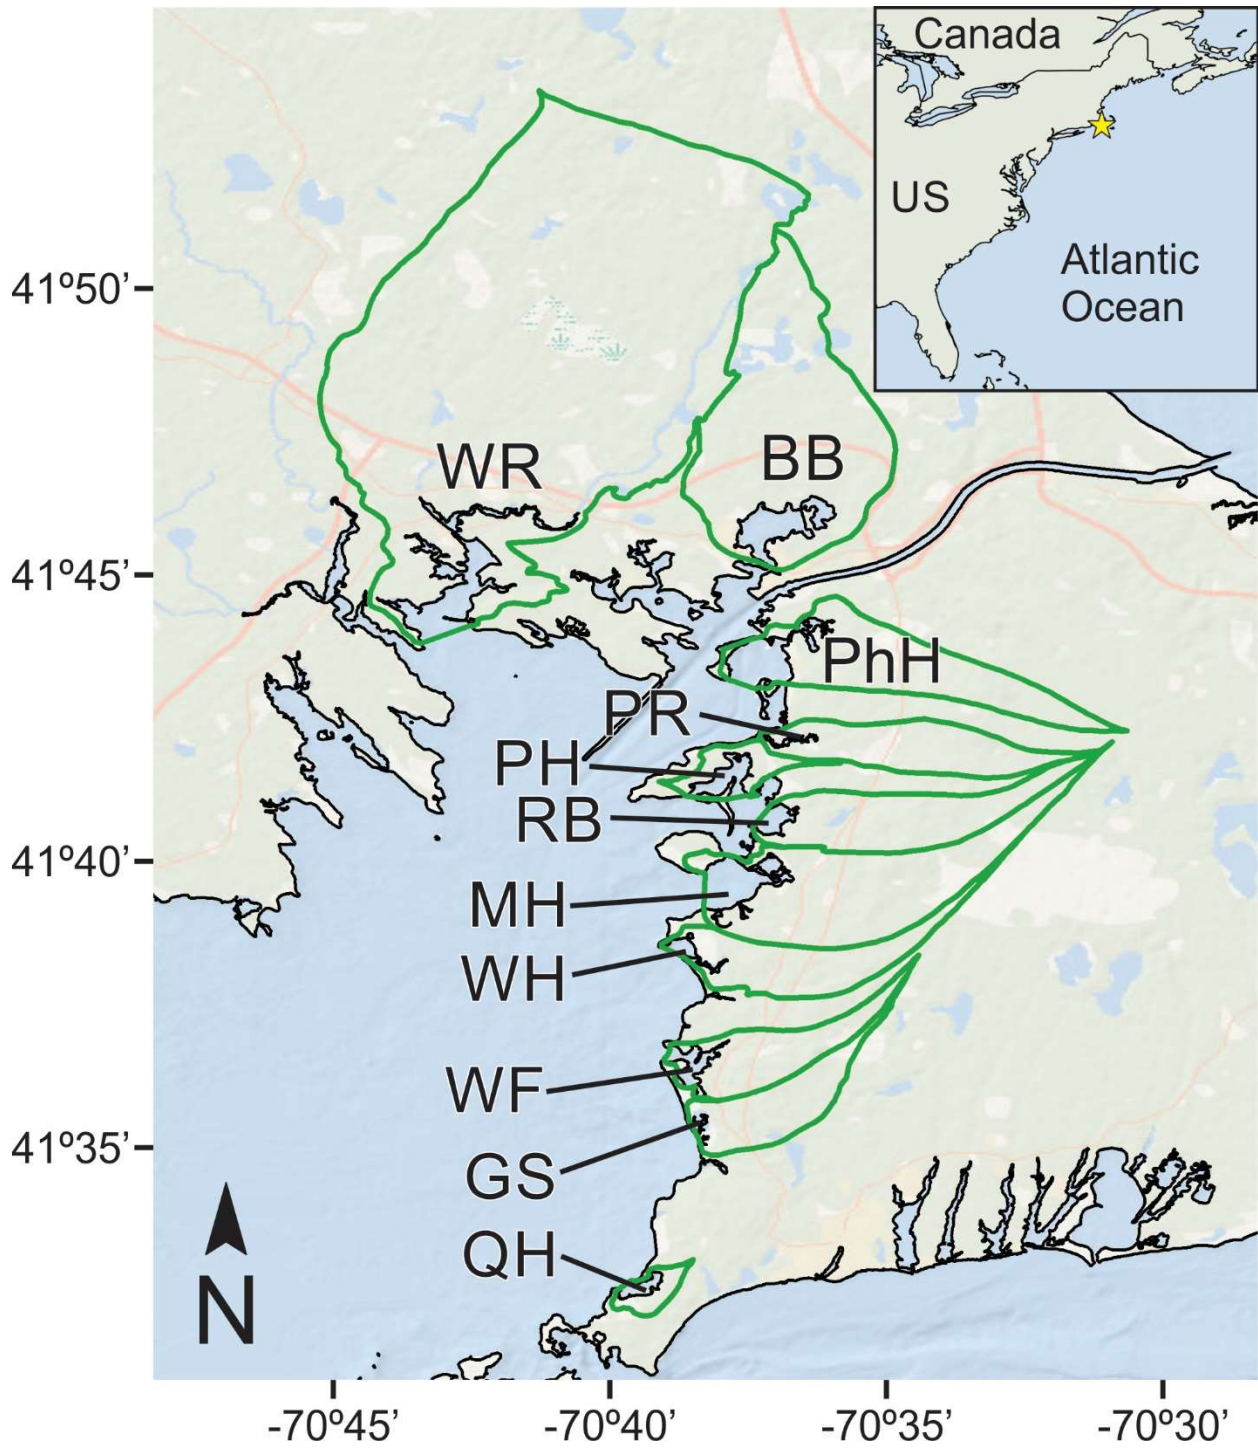 Canada
US
Atlantic
Ocean
41º50’
41º45’
41º40’
41º35’
WR
BB
PhH
PR
PH
RB
MH
WH
WF
GS
QH
N
-70º45’
-70º40’
-70º35’
-70º30’